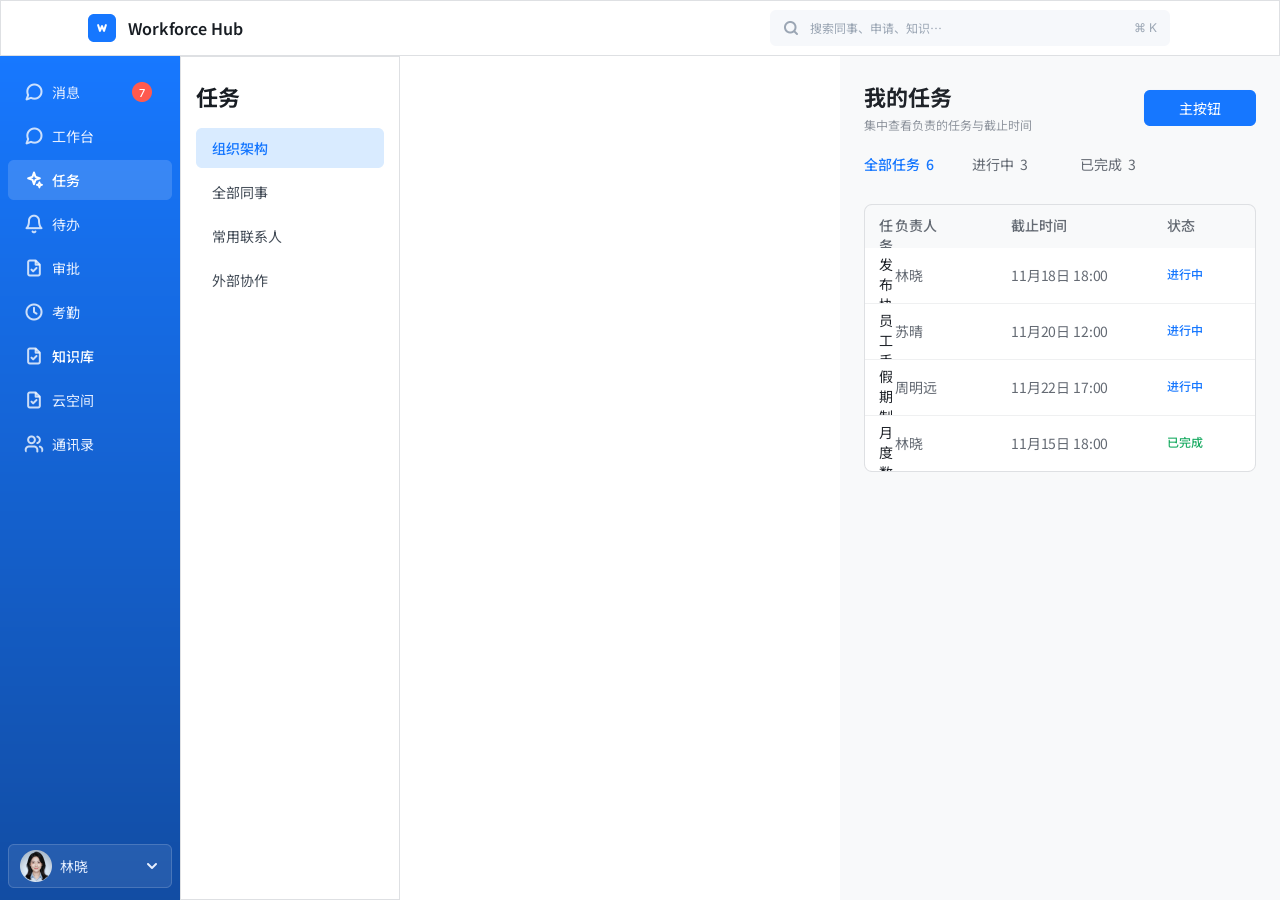 Workforce Hub
搜索同事、申请、知识…
⌘ K
消息
7
工作台
任务
待办
审批
考勤
知识库
云空间
通讯录
林晓
任务
组织架构
全部同事
常用联系人
外部协作
我的任务
集中查看负责的任务与截止时间
主按钮
全部任务 6
进行中 3
已完成 3
任务
负责人
截止时间
状态
发布
林晓
11月18日 18:00
进行中
员工
苏晴
11月20日 12:00
进行中
假期
周明远
11月22日 17:00
进行中
月度
林晓
11月15日 18:00
已完成